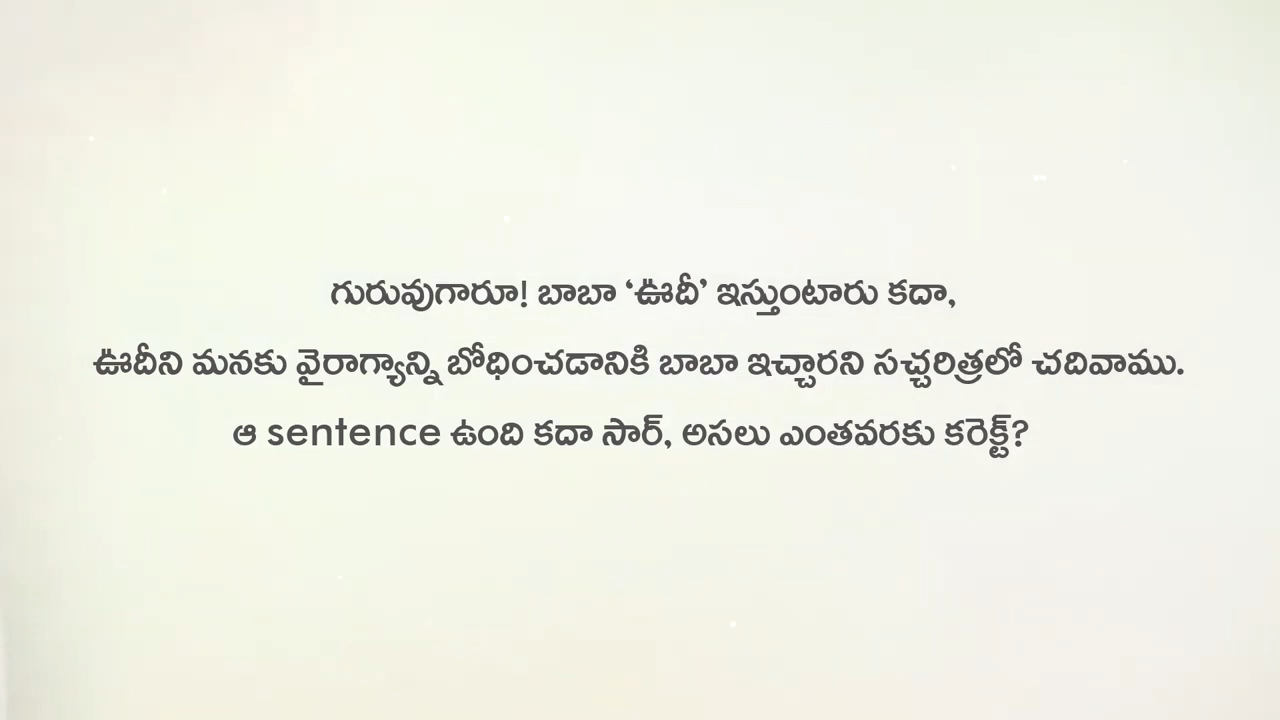 గురువుగారూ! బాబా ‘ఊదీ’ ఇస్తుంటారు కదా,
ఊదీని మనకు వైరాగ్యాన్ని బోధించడానికి బాబా ఇచ్చారని సచ్చరిత్రలో చదివాము.
ఆ sentence ఉంది కదా సార్, అసలు ఎంతవరకు కరెక్ట్?